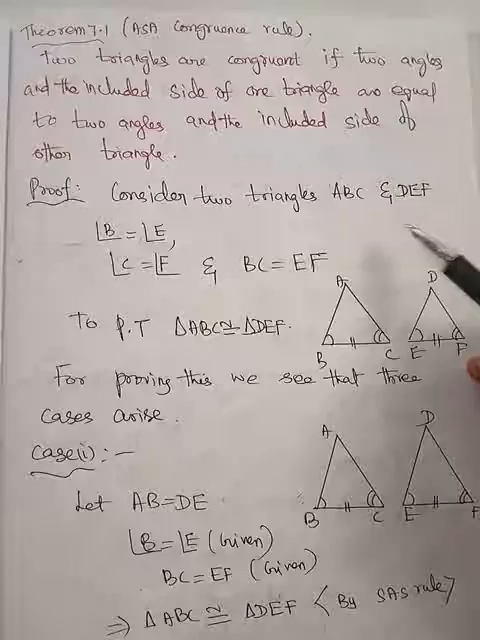 Theorem 7.1 (ASA Congruance rule).
Two triangles are congruent if two angles
and the included side of one triangle are equal
to two angles and the included side of
other triangle.
Proof: Consider two triangles ABC & DEF
∠B = ∠E,
∠C = ∠F & BC = EF
To P.T ΔABC ≅ ΔDEF.
A D
B C E F
For proving this we see that three
cases arise.
Case(i):-
A D
B C E F
Let AB = DE
∠B = ∠E (Given)
BC = EF (Given)
⇒ ΔABC ≅ ΔDEF < By SAS rule>